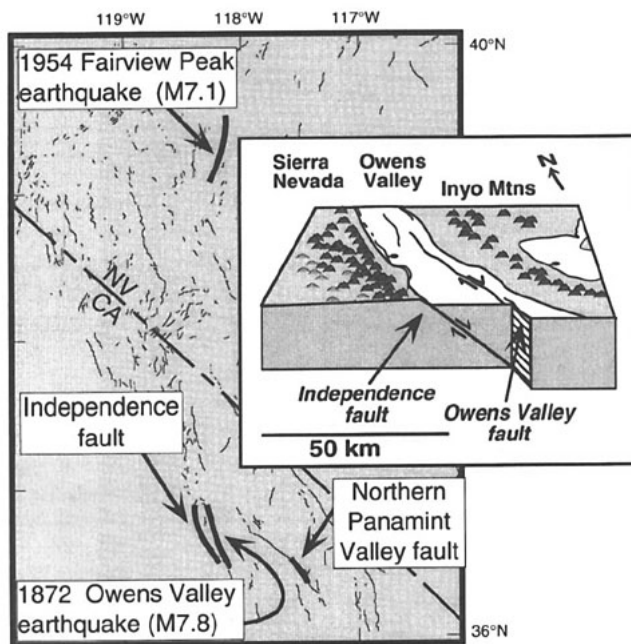 119°W
118°W
117°W
40°N
1954 Fairview Peak
earthquake (M7.1)
Sierra
Nevada
Owens
Valley
Inyo Mtns
N
NV
CA
Independence
fault
Owens Valley
fault
50 km
Independence
fault
Northern
Panamint
Valley fault
1872 Owens Valley
earthquake (M7.8)
36°N